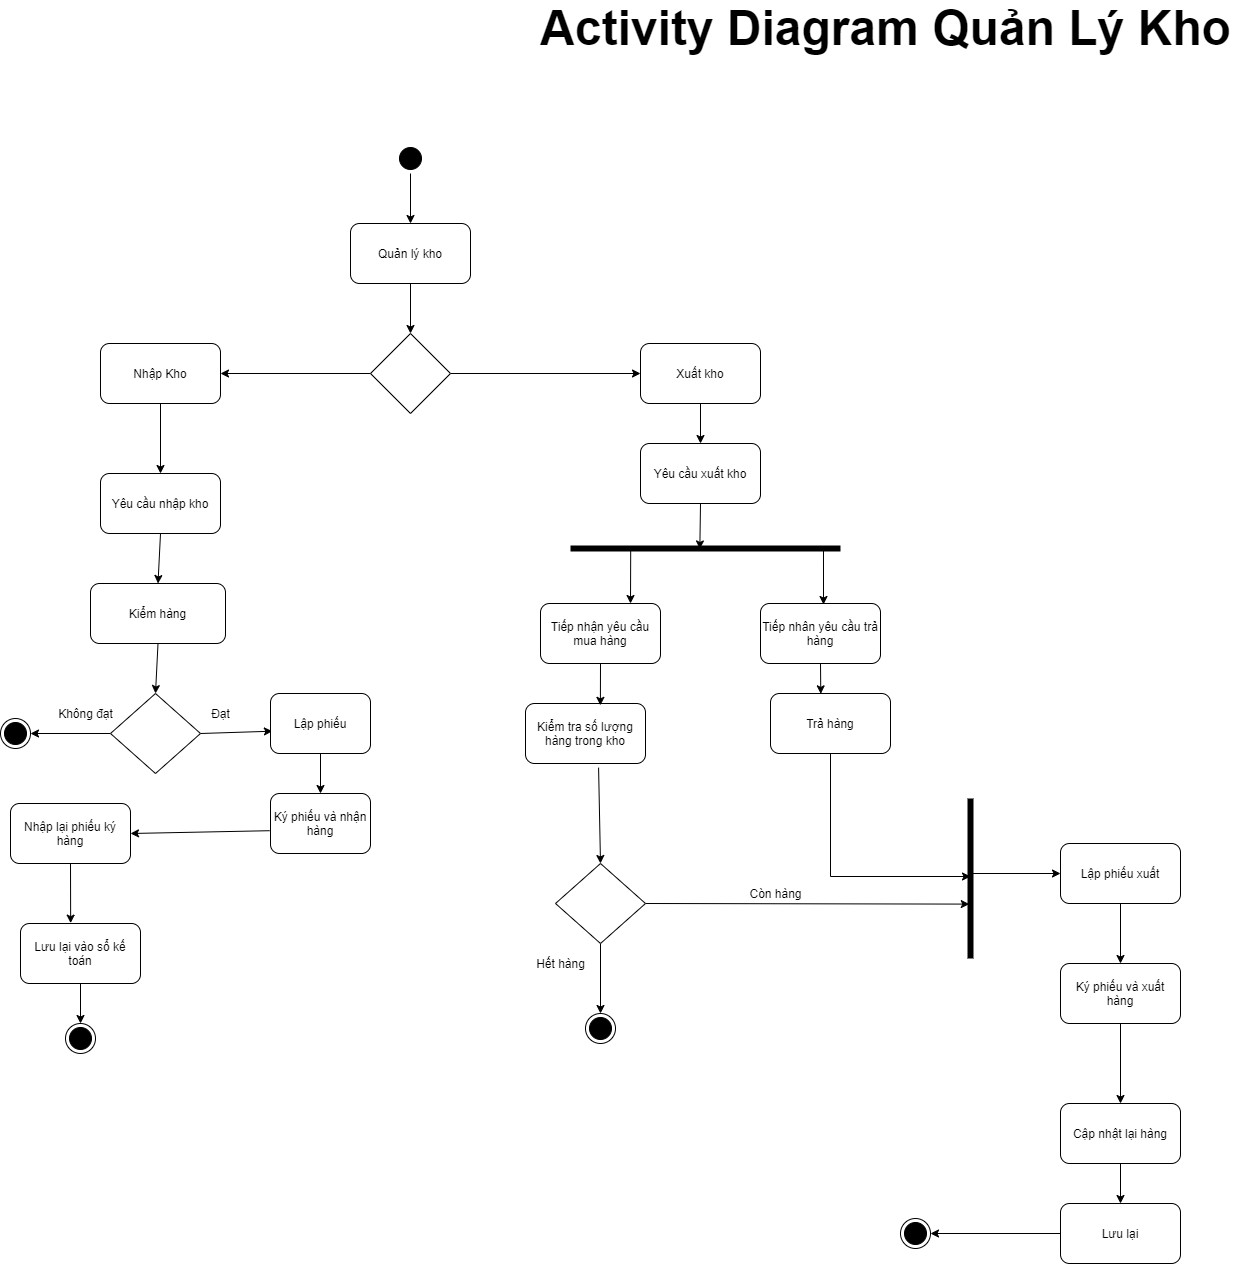 Activity Diagram Quản Lý Kho
Quản lý kho
Nhập Kho
Xuất kho
Yêu cầu xuất kho
Yêu cầu nhập kho
Kiểm hàng
Tiếp nhận yêu cầu
mua hàng
Tiếp nhân yêu cầu trả
hàng
Không đạt
Đạt
Lập phiếu
Kiểm tra số lượng
hàng trong kho
Trả hàng
Ký phiếu và nhận
hàng
Nhập lại phiếu ký
hàng
Lập phiếu xuất
Còn hàng
Lưu lại vào sổ kế
toán
Hết hàng
Ký phiếu và xuất
hàng
Cập nhật lại hàng
Lưu lại